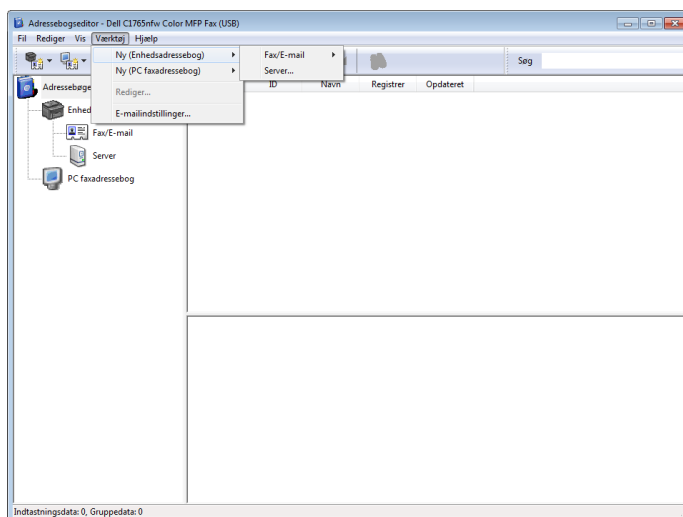 Adressebogseditor - Dell C1765nfw Color MFP Fax (USB)
Fil Rediger Vis Værktøj Hjælp
Ny (Enhedsadressebog) Fax/E-mail
Ny (PC faxadressebog) Server...
Rediger...
E-mailindstillinger...
Søg
Adressebøge
ID Navn Registrer Opdateret
Enhed
Fax/E-mail
Server
PC faxadressebog
Indtastningsdata: 0, Gruppedata: 0